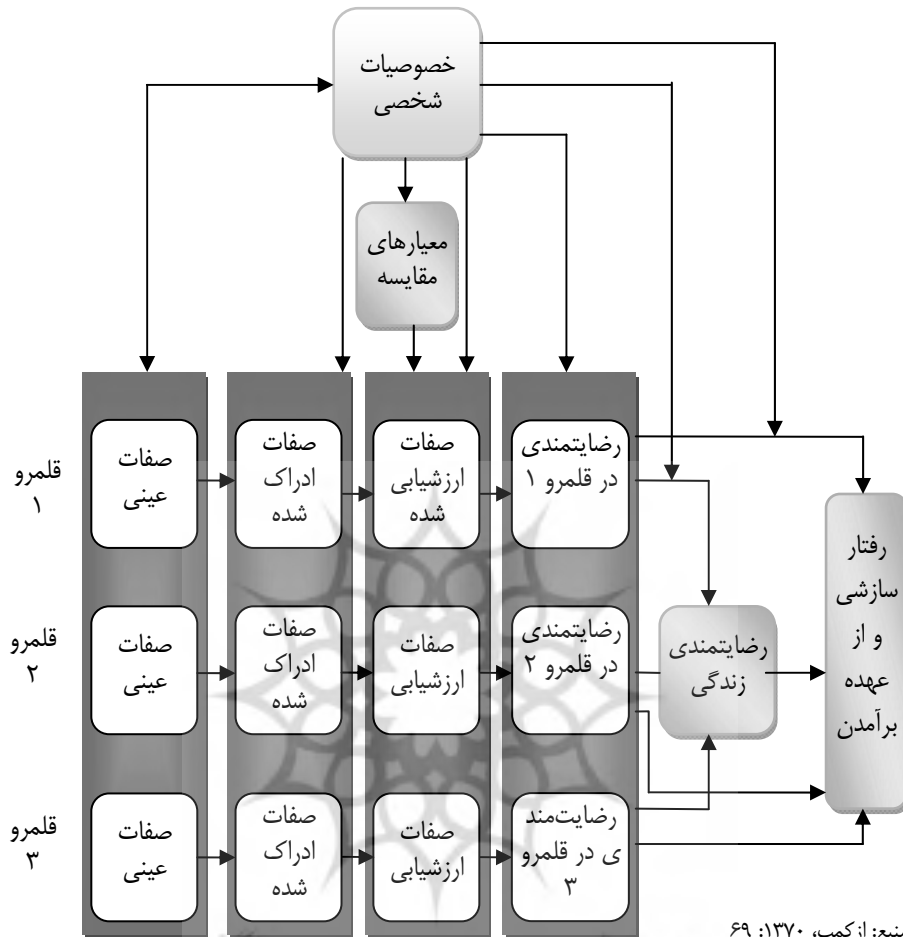 خصوصیات
شخصی
معیارهای
مقایسه
قلمرو
۱
صفات
عینی
صفات
ادراک
شده
صفات
ارزشیابی
شده
رضایتمندی
در قلمرو ۱
قلمرو
۲
صفات
عینی
صفات
ادراک
شده
صفات
ارزشیابی
رضایتمندی
در قلمرو ۲
رضایتمندی
زندگی
رفتار
سازشی
و از
عهده
برآمدن
قلمرو
۳
صفات
عینی
صفات
ادراک
شده
صفات
ارزشیابی
رضایت‌مند
ی در قلمرو
۳
منبع: ازکمپ، ۱۳۷۰: ۶۹